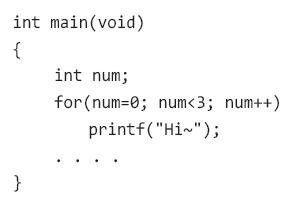 int main(void)
{
    int num;
    for(num=0; num<3; num++)
        printf("Hi~");
    . . . .
}